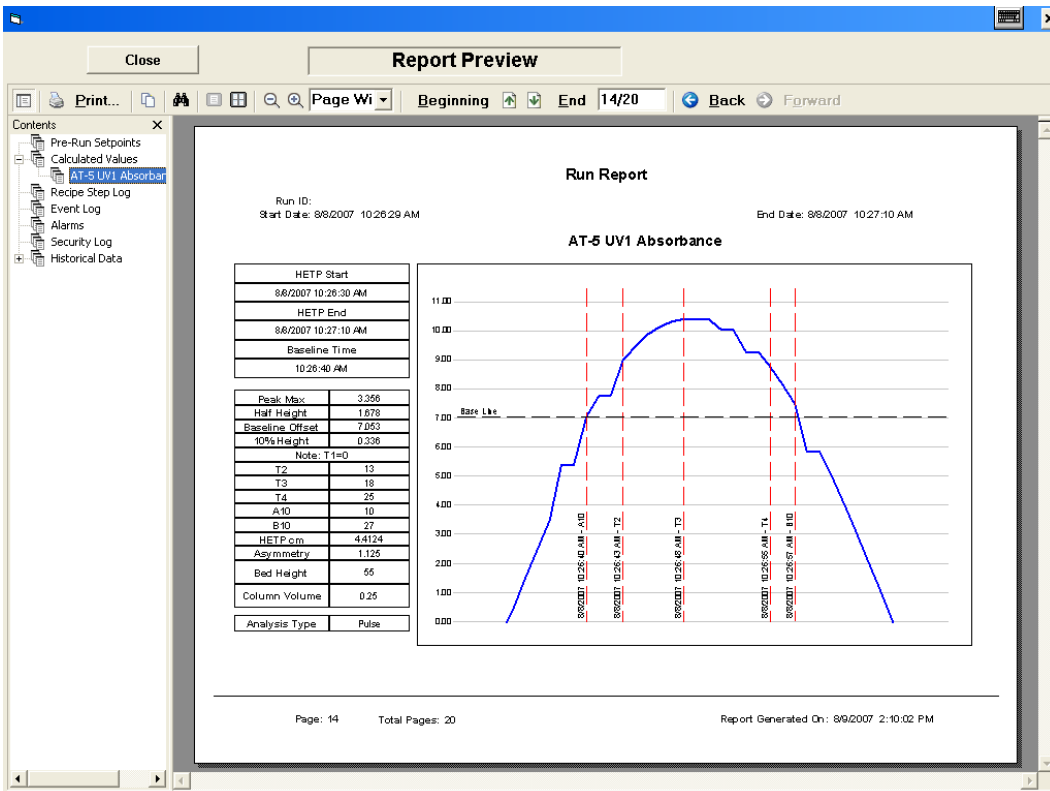 Close
Report Preview
Print...
Page Wi
Beginning
End
14/20
Back
Forward
Contents
X
Pre-Run Setpoints
Calculated Values
AT-5 UV1 Absorban
Recipe Step Log
Event Log
Alarms
Security Log
Historical Data
Run Report
Run ID:
Start Date: 8/8/2007 10:26:29 AM
End Date: 8/8/2007 10:27:10 AM
AT-5 UV1 Absorbance
HETP Start
8/8/2007 10:26:30 AM
HETP End
8/8/2007 10:27:10 AM
Baseline Time
10:26:40 AM
Peak Max 3.356
Half Height 1.678
Baseline Offset 7.053
10% Height 0.336
Note: T1=0
T2 13
T3 18
T4 25
A10 10
B10 27
HETP cm 4.4124
Asymmetry 1.125
Bed Height 55
Column Volume 0.25
Analysis Type Pulse
11.00
10.00
9.00
8.00
7.00
Base Line
6.00
5.00
4.00
3.00
2.00
1.00
0.00
8/8/2007 10:26:40 AM - A10
8/8/2007 10:26:43 AM - T2
8/8/2007 10:26:48 AM - T3
8/8/2007 10:26:55 AM - T4
8/8/2007 10:26:57 AM - B10
Page: 14
Total Pages: 20
Report Generated On: 8/9/2007 2:10:02 PM